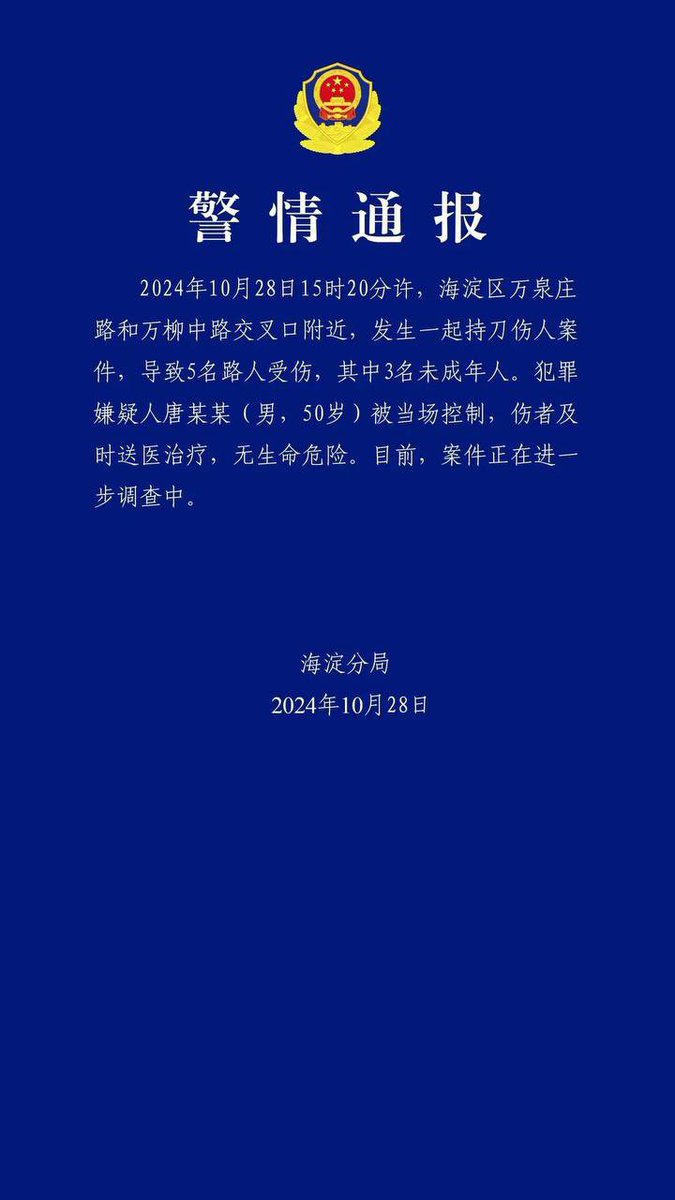 警情通报
2024年10月28日15时20分许，海淀区万泉庄
路和万柳中路交叉口附近，发生一起持刀伤人案
件，导致5名路人受伤，其中3名未成年人。犯罪
嫌疑人唐某某（男，50岁）被当场控制，伤者及
时送医治疗，无生命危险。目前，案件正在进一
步调查中。
海淀分局
2024年10月28日